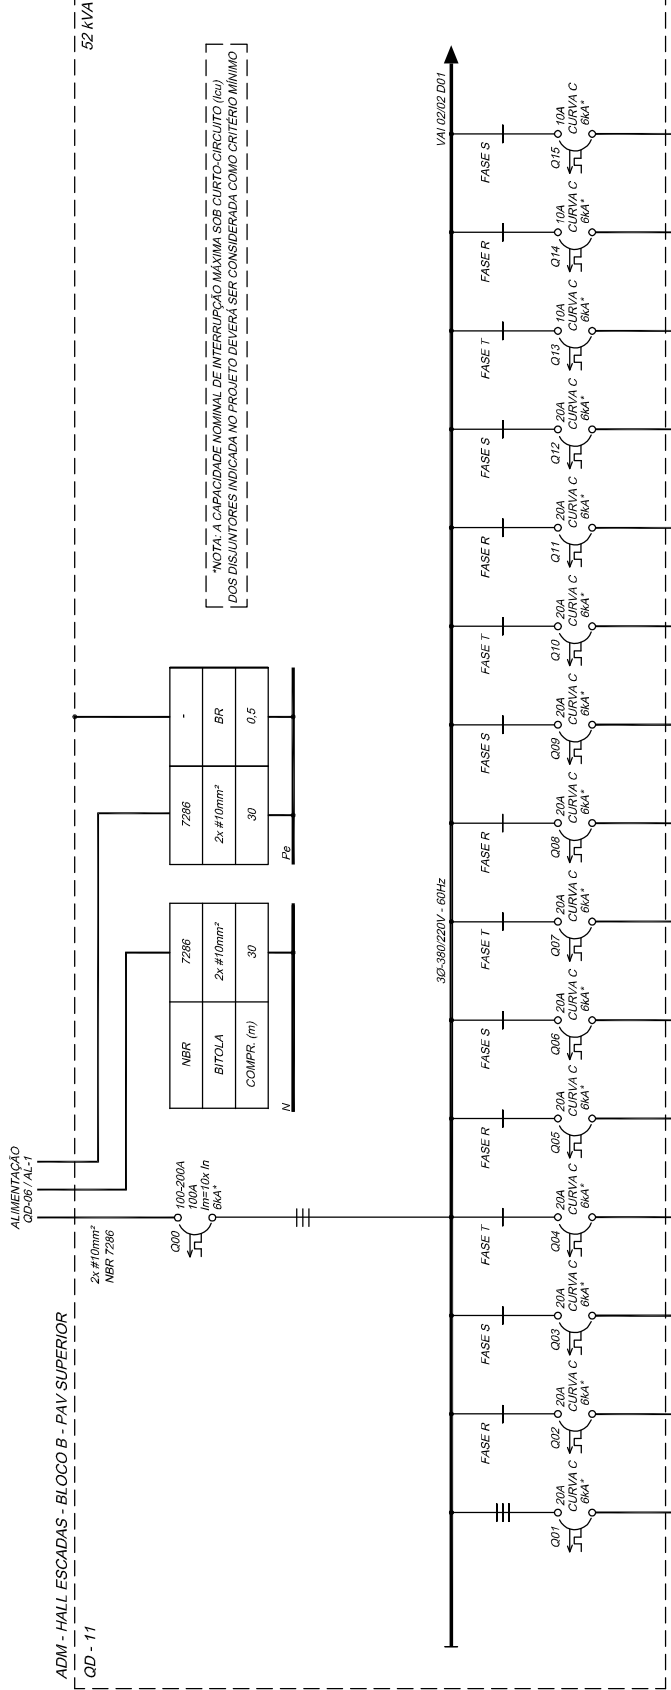 ADM - HALL ESCADAS - BLOCO B - PAV SUPERIOR
QD - 11
52 kVA
ALIMENTAÇÃO
QD-06 / AL-1
2x #10mm²
NBR 7286
Q00
100-200A
100A
Im=10x In
6kA*
NBR
7286
BITOLA
2x #10mm²
COMPR. (m)
30
N
7286
-
2x #10mm²
BR
30
0,5
Pe
*NOTA: A CAPACIDADE NOMINAL DE INTERRUPÇÃO MÁXIMA SOB CURTO-CIRCUITO (Icu)
DOS DISJUNTORES INDICADA NO PROJETO DEVERÁ SER CONSIDERADA COMO CRITÉRIO MÍNIMO
3Ø-380/220V - 60Hz
VAI 02/02 D01
Q01
20A
CURVA C
6kA*
FASE R
Q02
20A
CURVA C
6kA*
FASE S
Q03
20A
CURVA C
6kA*
FASE T
Q04
20A
CURVA C
6kA*
FASE R
Q05
20A
CURVA C
6kA*
FASE S
Q06
20A
CURVA C
6kA*
FASE T
Q07
20A
CURVA C
6kA*
FASE R
Q08
20A
CURVA C
6kA*
FASE S
Q09
20A
CURVA C
6kA*
FASE T
Q10
20A
CURVA C
6kA*
FASE R
Q11
20A
CURVA C
6kA*
FASE S
Q12
20A
CURVA C
6kA*
FASE T
Q13
10A
CURVA C
6kA*
FASE R
Q14
10A
CURVA C
6kA*
FASE S
Q15
10A
CURVA C
6kA*